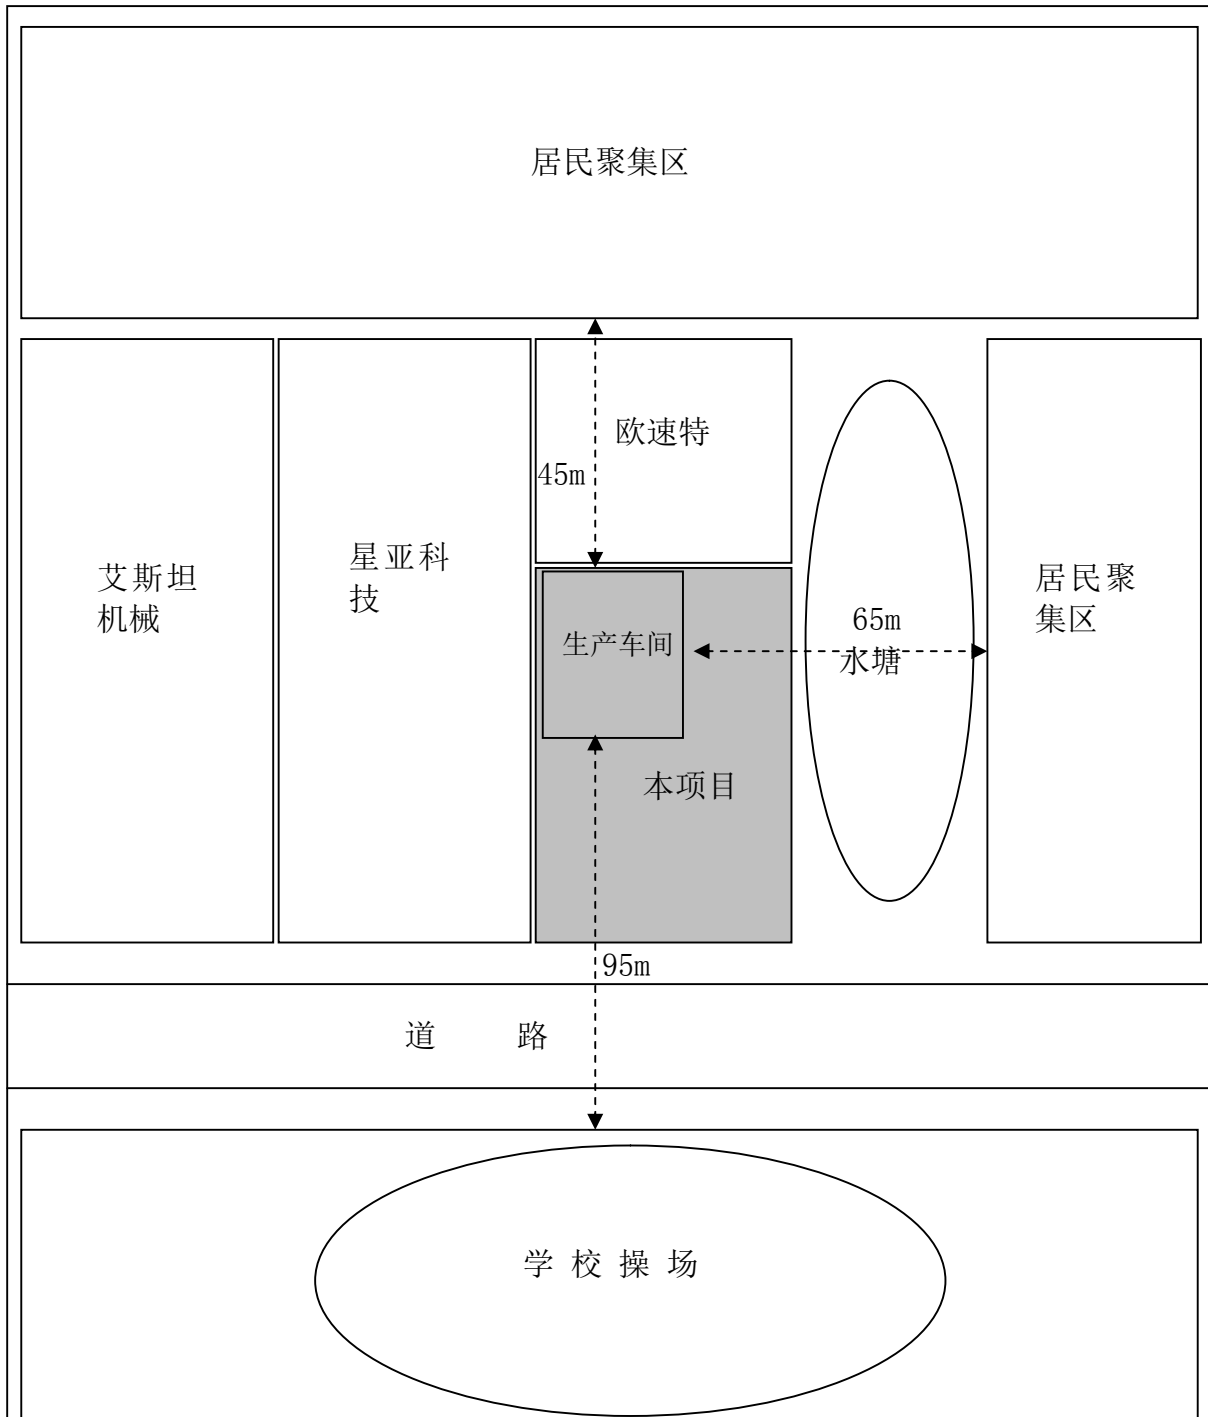 居民聚集区
欧速特
45m
星亚科
技
艾斯坦
机械
居民聚
集区
生产车间
65m
水塘
本项目
95m
道 路
学 校 操 场